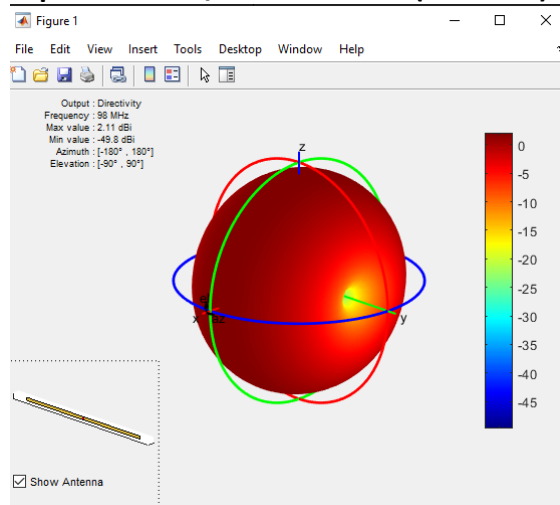 Figure 1
File Edit View Insert Tools Desktop Window Help
Output : Directivity
Frequency : 98 MHz
Max value : 2.11 dBi
Min value : -49.8 dBi
Azimuth : [-180° , 180°]
Elevation : [-90° , 90°]
z
x
az
y
0
-5
-10
-15
-20
-25
-30
-35
-40
-45
Show Antenna